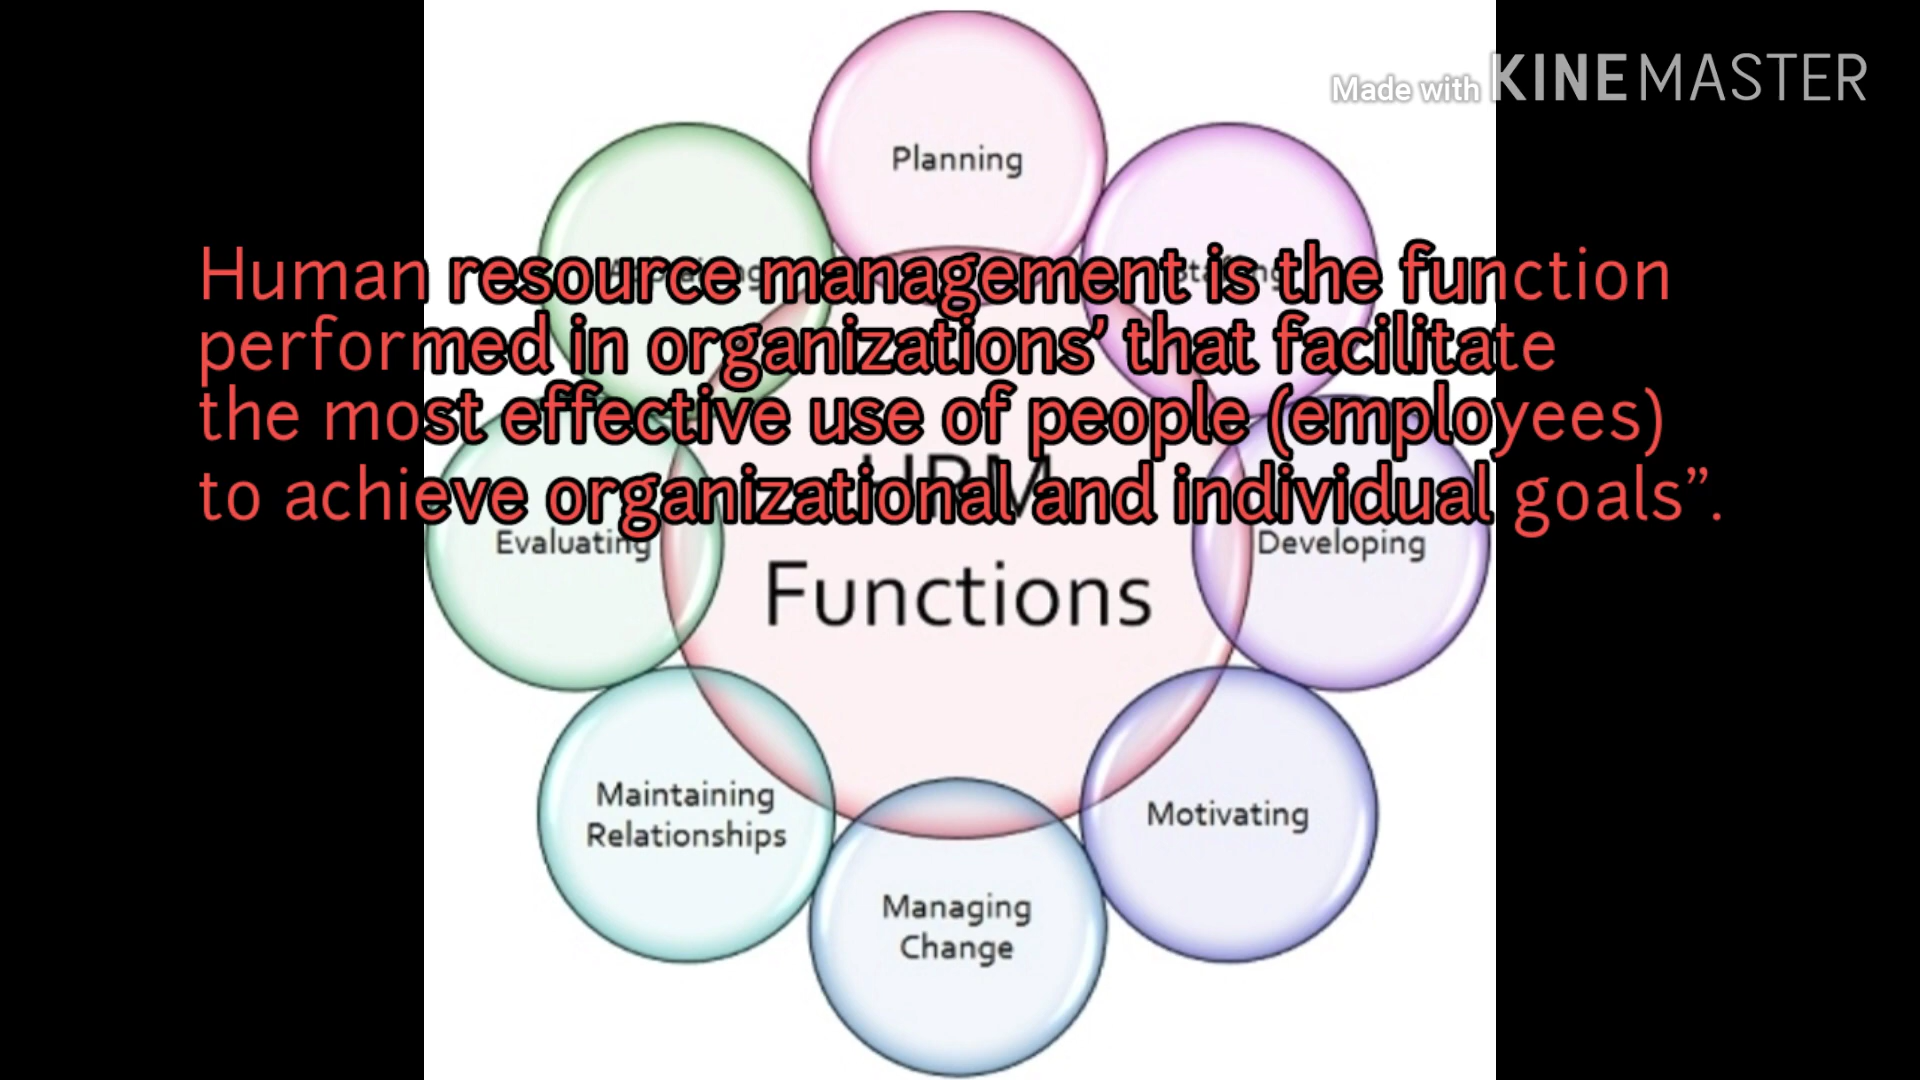 Made with KINEMASTER
Planning
Human resource management is the function
performed in organizations’ that facilitate
the most effective use of people (employees)
to achieve organizational and individual goals”.
HRM
Functions
Evaluating
Developing
Maintaining
Relationships
Motivating
Managing
Change